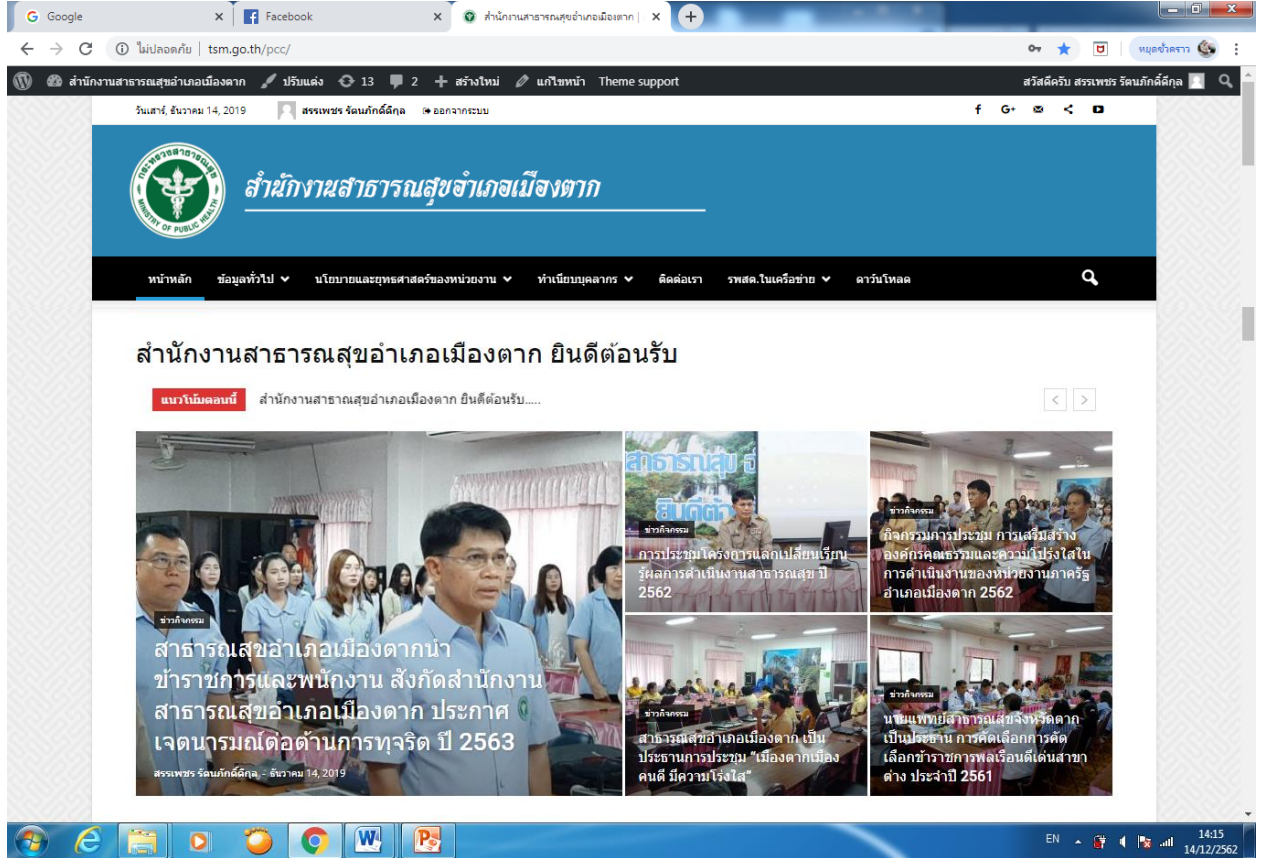 Google
Facebook
สำนักงานสาธารณสุขอำเภอเมืองตาก |
ไม่ปลอดภัย | tsm.go.th/pcc/
หยุดชั่วคราว
สำนักงานสาธารณสุขอำเภอเมืองตาก ปรับแต่ง 13 2 สร้างใหม่ แก้ไขหน้า Theme support
สวัสดีครับ สรรเพชร รัตนภักดิ์ดีกุล
วันเสาร์, ธันวาคม 14, 2019 สรรเพชร รัตนภักดิ์ดีกุล ออกจากระบบ
กระทรวงสาธารณสุข
MINISTRY OF PUBLIC HEALTH
สำนักงานสาธารณสุขอำเภอเมืองตาก
หน้าหลัก ข้อมูลทั่วไป นโยบายและยุทธศาสตร์ของหน่วยงาน ทำเนียบบุคลากร ติดต่อเรา รพสต.ในเครือข่าย ดาวน์โหลด
สำนักงานสาธารณสุขอำเภอเมืองตาก ยินดีต้อนรับ
แนวโน้มตอนนี้ สำนักงานสาธาณสุขอำเภอเมืองตาก ยินดีต้อนรับ.....
ข่าวกิจกรรม
สาธารณสุขอำเภอเมืองตากนำ
ข้าราชการและพนักงาน สังกัดสำนักงาน
สาธารณสุขอำเภอเมืองตาก ประกาศ
เจตนารมณ์ต่อต้านการทุจริต ปี 2563
สรรเพชร รัตนภักดิ์ดีกุล - ธันวาคม 14, 2019
ข่าวกิจกรรม
การประชุมโครงการแลกเปลี่ยนเรียน
รู้ผลการดำเนินงานสาธารณสุข ปี
2562
ข่าวกิจกรรม
กิจกรรมการประชุม การเสริมสร้าง
องค์กรคุณธรรมและความโปร่งใสใน
การดำเนินงานของหน่วยงานภาครัฐ
อำเภอเมืองตาก 2562
ข่าวกิจกรรม
สาธารณสุขอำเภอเมืองตาก เป็น
ประธานการประชุม “เมืองตากเมือง
คนดี มีความโร่งใส”
ข่าวกิจกรรม
นายแพทย์สาธารณสุขจังหวัดตาก
เป็นประธาน การคัดเลือกการคัด
เลือกข้าราชการพลเรือนดีเด่นสาขา
ต่าง ประจำปี 2561
EN
14:15
14/12/2562